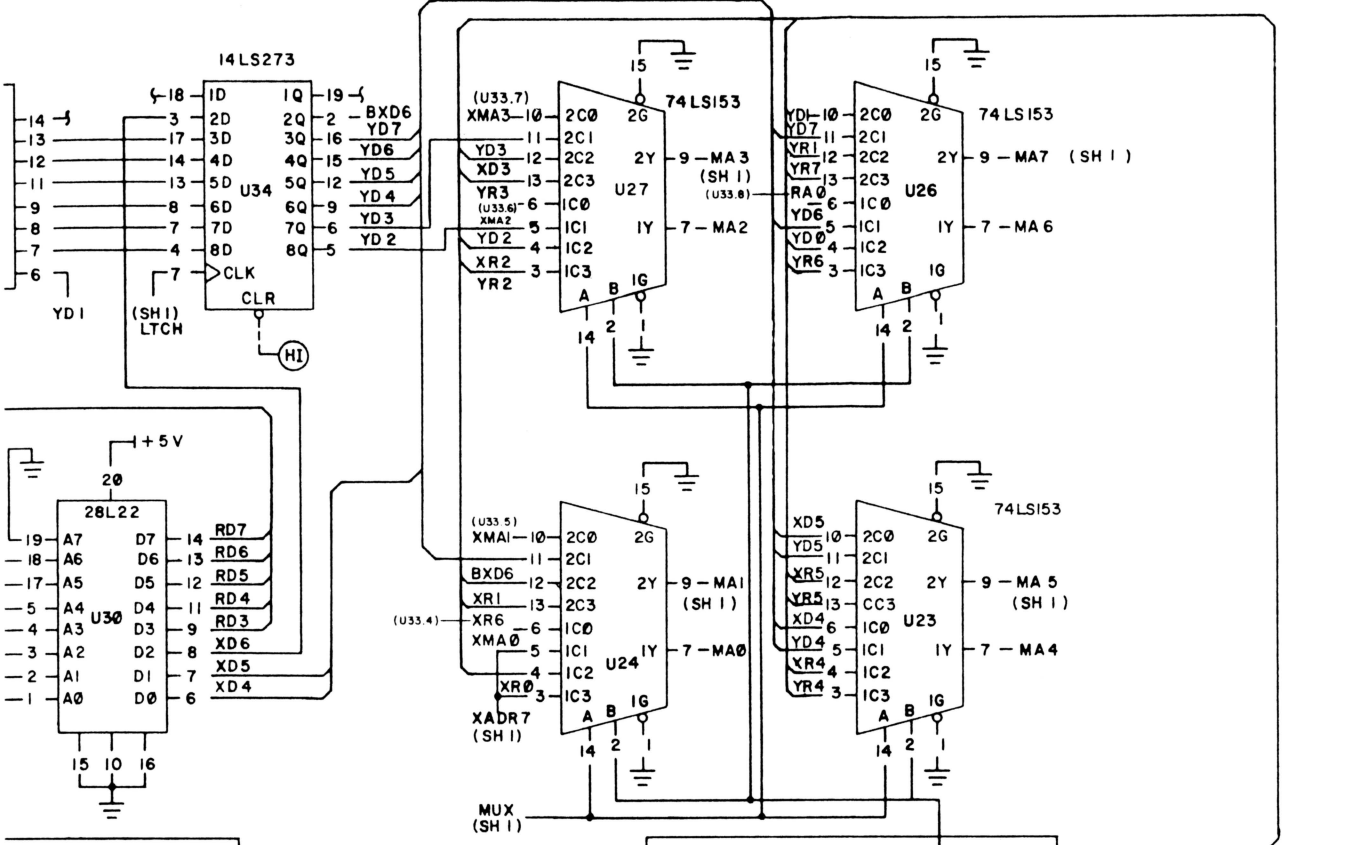 14LS273
18 1D 1Q 19
3 2D 2Q 2 BXD6
17 3D 3Q 16 YD7
14 4D 4Q 15 YD6
13 5D 5Q 12 YD5
8 6D 6Q 9 YD4
7 7D 7Q 6 YD3
4 8D 8Q 5 YD2
U34
7 CLK
CLR
HI
(SH1)
LTCH
14
13
12
11
9
8
7
6
YD1
15
74LS153
(U33.7)
XMA3 10 2C0 2G
11 2C1
YD3 12 2C2 2Y 9 MA3
(SH1)
XD3 13 2C3
U27
YR3
(U33.6) 6 1C0
XMA2 5 1C1 1Y 7 MA2
YD2 4 1C2
XR2 3 1C3 1G
YR2
A B
14 2 1
15
74LS153
YD1 10 2C0 2G
YD7 11 2C1
YR1 12 2C2 2Y 9 MA7 (SH1)
YR7 13 2C3
U26
(U33.8) RA0 6 1C0
YD6 5 1C1 1Y 7 MA6
YD0 4 1C2
YR6 3 1C3 1G
A B
14 2 1
+5V
20
28L22
19 A7 D7 14 RD7
18 A6 D6 13 RD6
17 A5 D5 12 RD5
5 A4 D4 11 RD4
4 A3 D3 9 RD3
3 A2 D2 8 XD6
2 A1 D1 7 XD5
1 A0 D0 6 XD4
U30
15 10 16
15
(U33.5)
XMA1 10 2C0 2G
11 2C1
BXD6 12 2C2 2Y 9 MA1
(SH1)
XR1 13 2C3
(U33.4) XR6
6 1C0
XMA0
5 1C1 1Y 7 MA0
U24
4 1C2
XR0 3 1C3 1G
XADR7
(SH1)
A B
14 2 1
MUX
(SH1)
15
74LS153
XD5 10 2C0 2G
YD5 11 2C1
XR5 12 2C2 2Y 9 MA5
(SH1)
YR5 13 CC3
U23
XD4 6 1C0
YD4 5 1C1 1Y 7 MA4
XR4 4 1C2
YR4 3 1C3 1G
A B
14 2 1